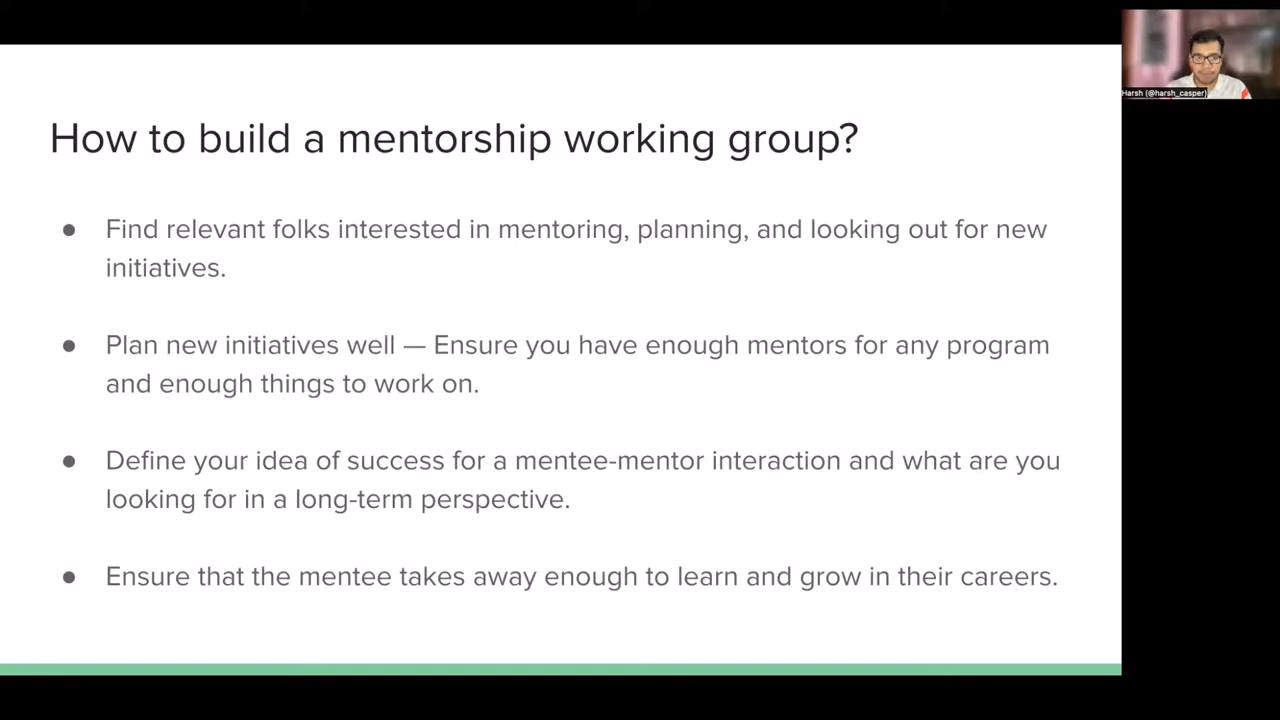 How to build a mentorship working group?
● Find relevant folks interested in mentoring, planning, and looking out for new
initiatives.
● Plan new initiatives well — Ensure you have enough mentors for any program
and enough things to work on.
● Define your idea of success for a mentee-mentor interaction and what are you
looking for in a long-term perspective.
● Ensure that the mentee takes away enough to learn and grow in their careers.
Harsh (@harsh_casper)